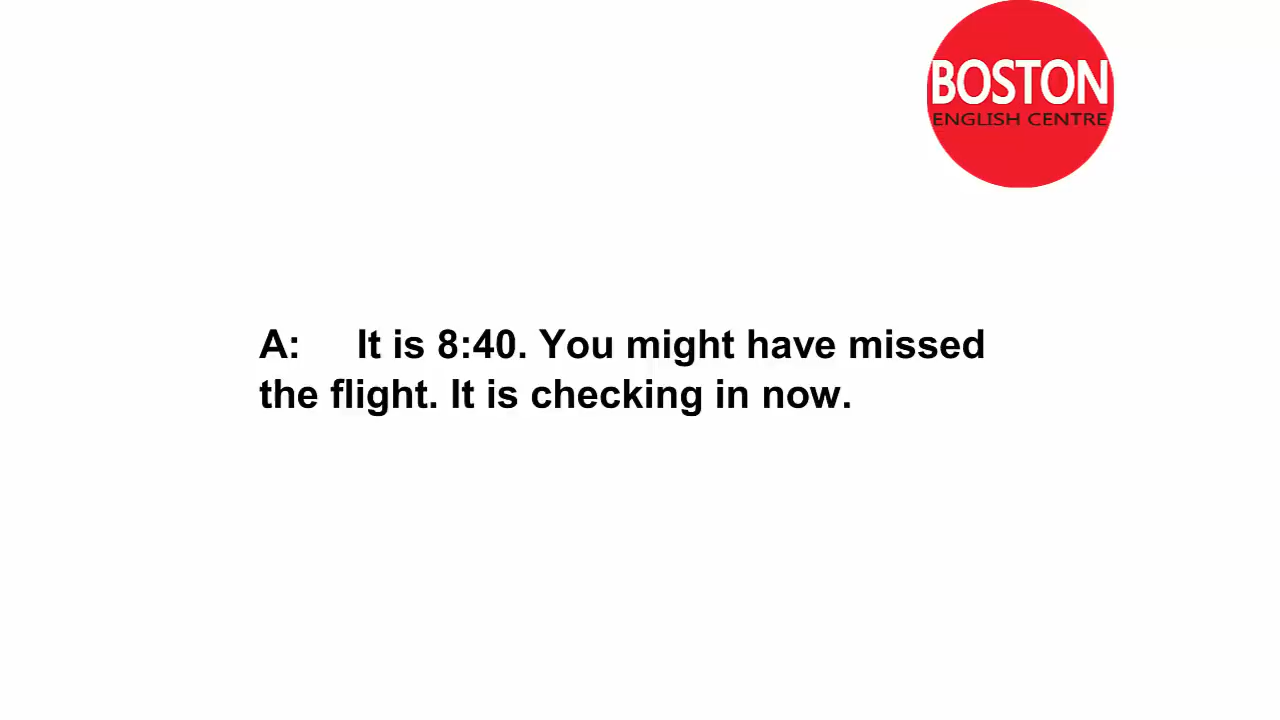 BOSTON
ENGLISH CENTRE
A: It is 8:40. You might have missed
the flight. It is checking in now.